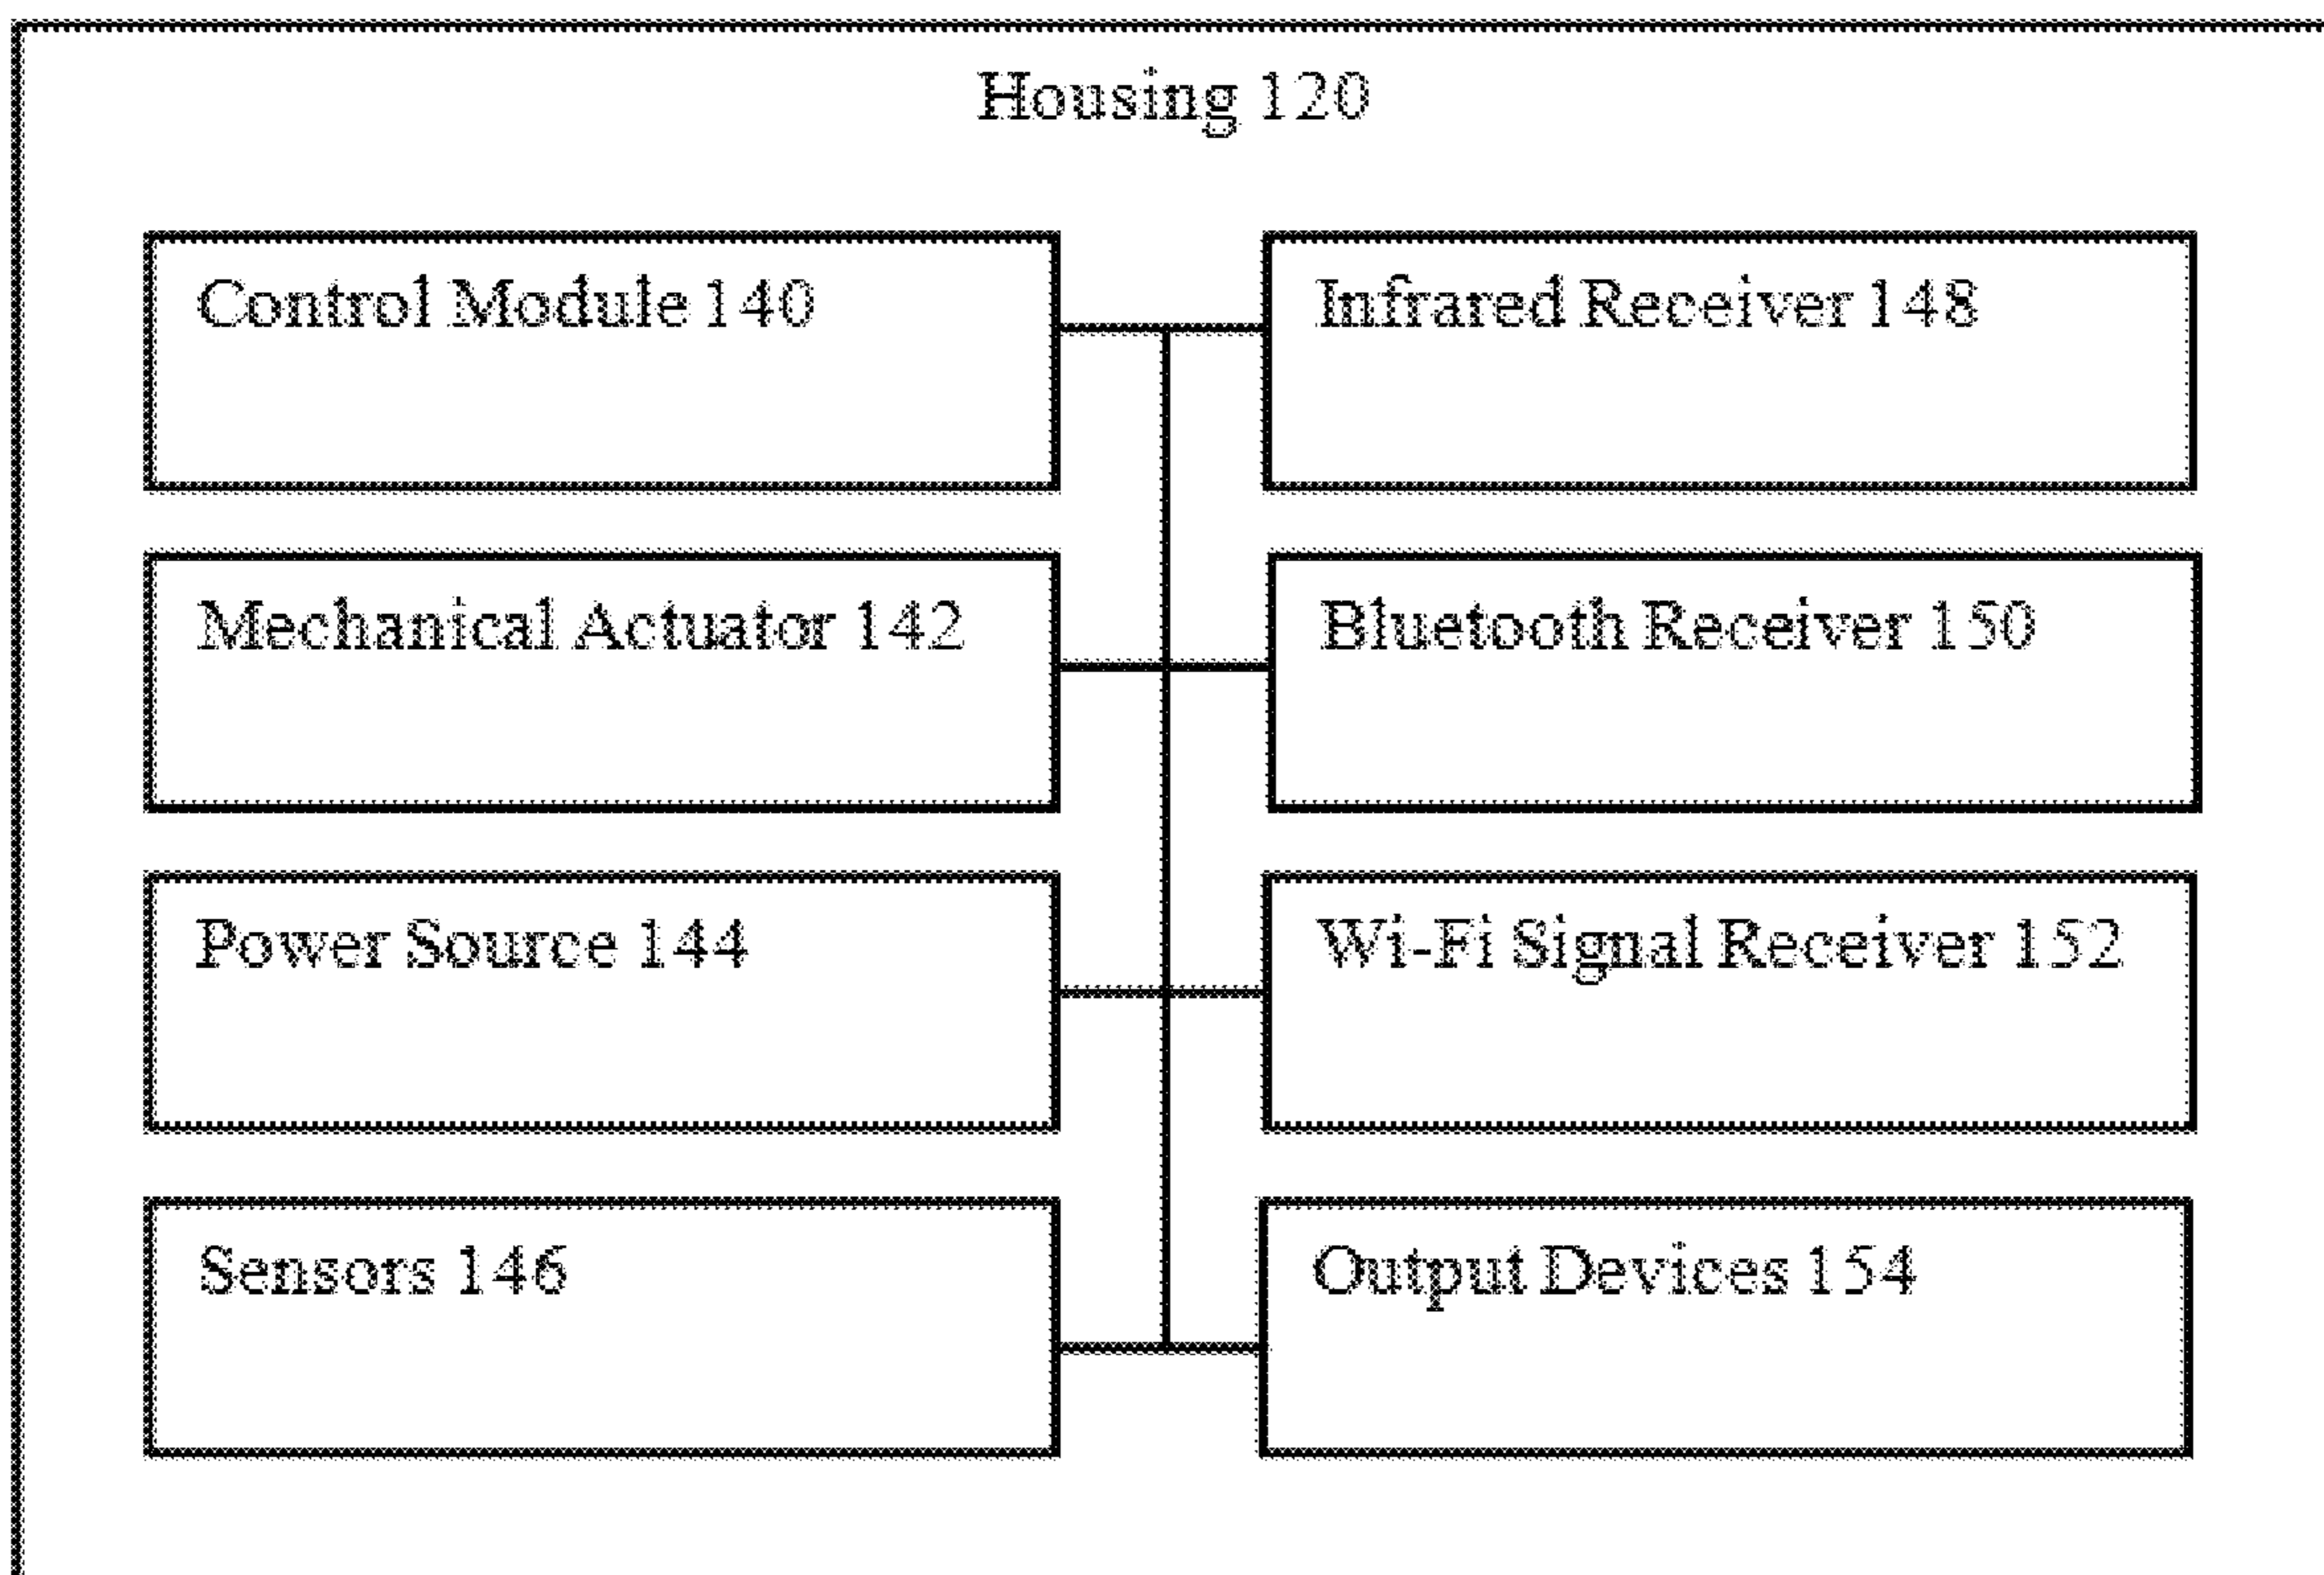 Housing 120
Control Module 140
Infrared Receiver 148
Mechanical Actuator 142
Bluetooth Receiver 150
Power Source 144
Wi-Fi Signal Receiver 152
Sensors 146
Output Devices 154